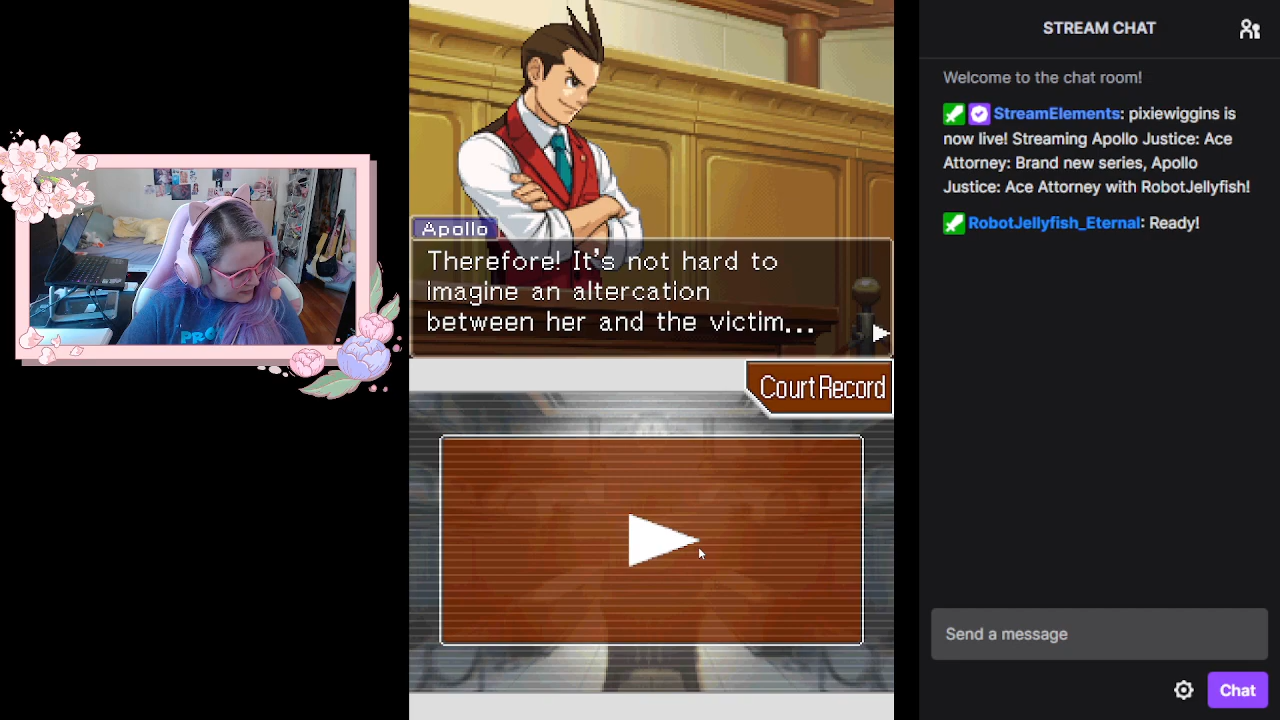 STREAM CHAT
Welcome to the chat room!
StreamElements: pixiewiggins is
now live! Streaming Apollo Justice: Ace
Attorney: Brand new series, Apollo
Justice: Ace Attorney with RobotJellyfish!
RobotJellyfish_Eternal: Ready!
Apollo
Therefore! It's not hard to
imagine an altercation
between her and the victim...
Court Record
PRO
Send a message
Chat